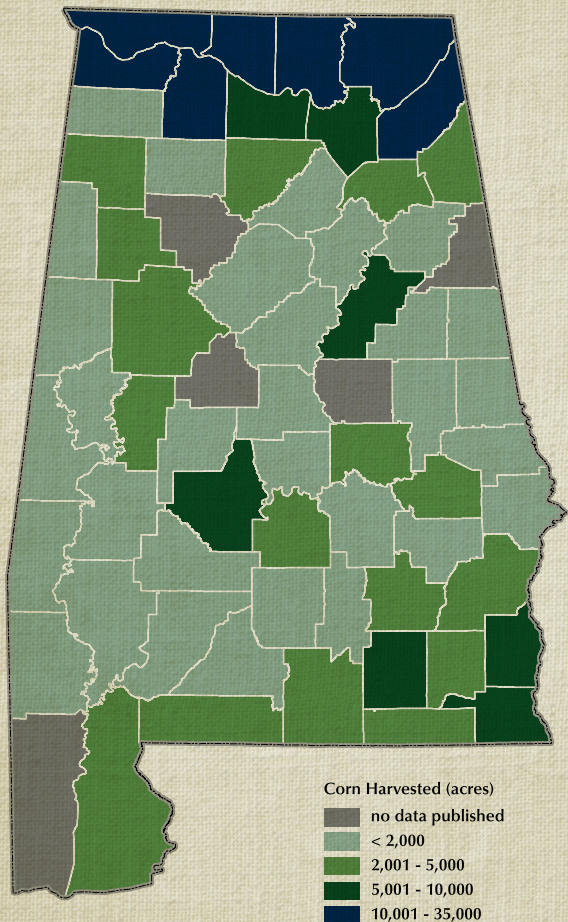 Corn Harvested (acres)
no data published
< 2,000
2,001 - 5,000
5,001 - 10,000
10,001 - 35,000